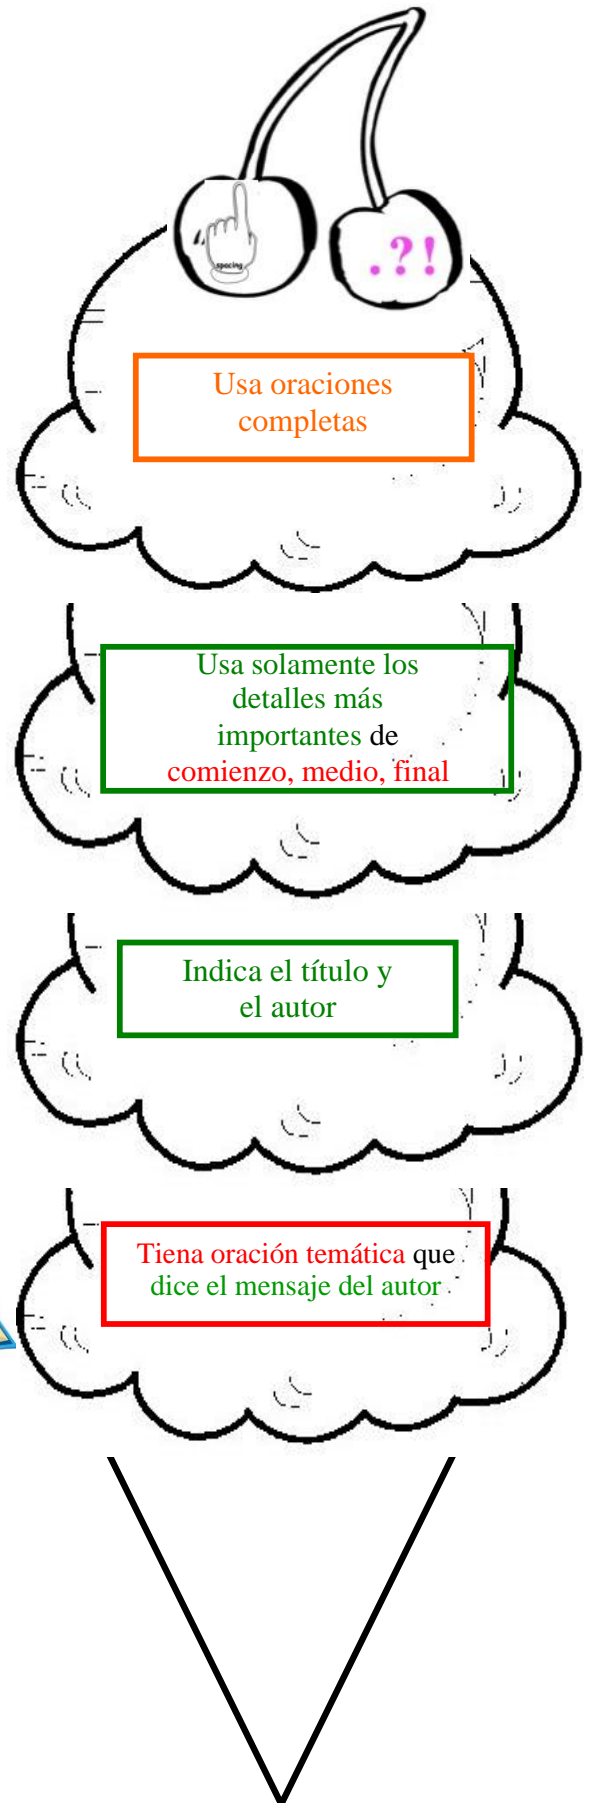 spacing
.?!
Usa oraciones
completas
Usa solamente los
detalles más
importantes de
comienzo, medio, final
Indica el título y
el autor
Tiena oración temática que
dice el mensaje del autor